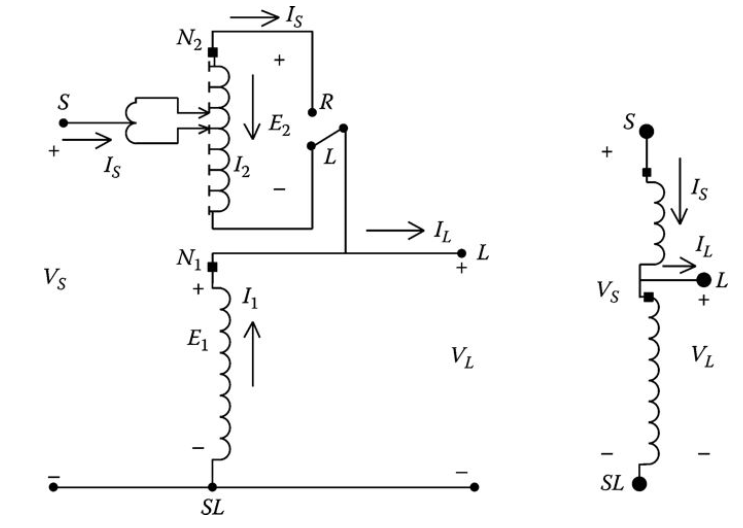 I_S
N_2
+
S
R
E_2
+
I_S
I_2
L
−
I_L
N_1
L
+
+
I_1
V_S
E_1
V_L
−
−
−
SL
S
+
I_S
I_L
V_S
L
+
V_L
−
−
SL